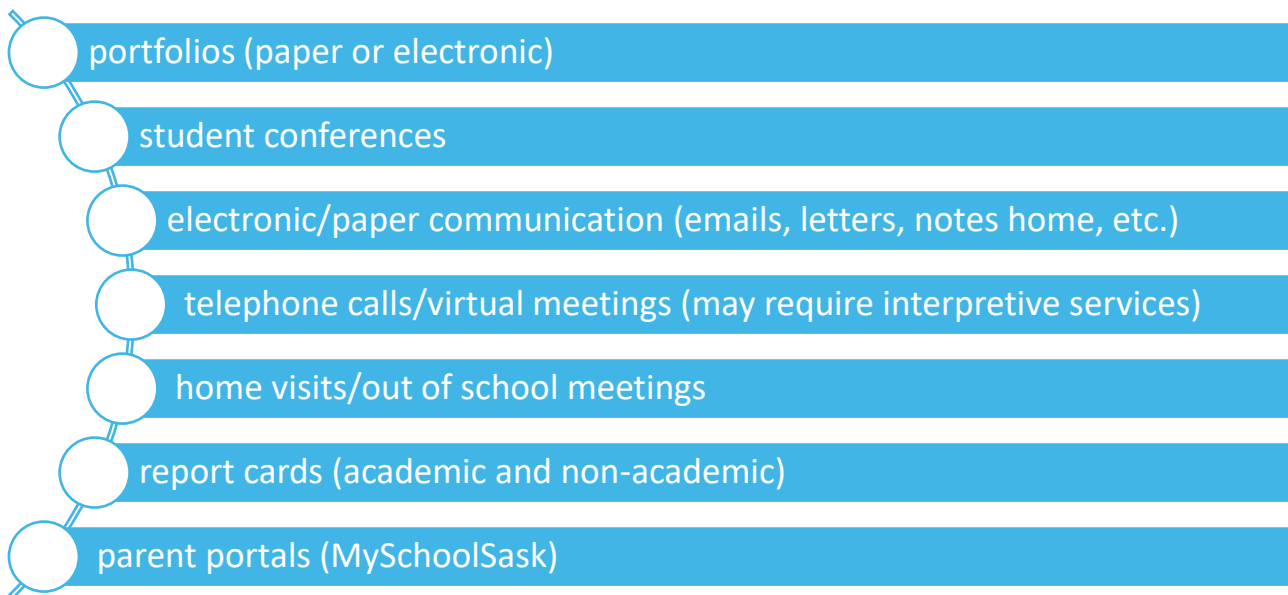 portfolios (paper or electronic)
student conferences
electronic/paper communication (emails, letters, notes home, etc.)
telephone calls/virtual meetings (may require interpretive services)
home visits/out of school meetings
report cards (academic and non-academic)
parent portals (MySchoolSask)